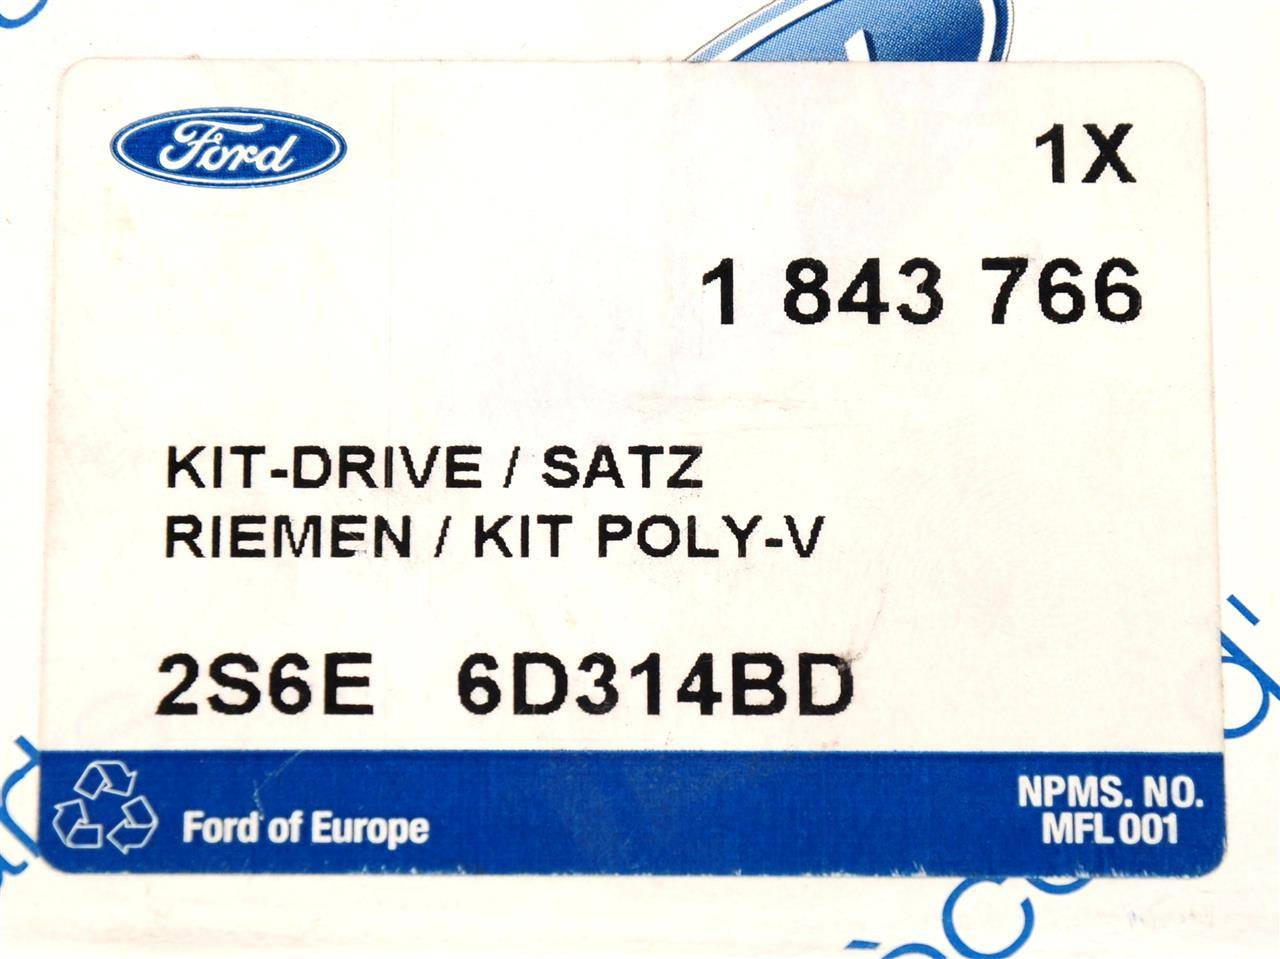 Ford
1X
1 843 766
KIT-DRIVE / SATZ
RIEMEN / KIT POLY-V
2S6E 6D314BD
Ford of Europe
NPMS. NO.
MFL 001